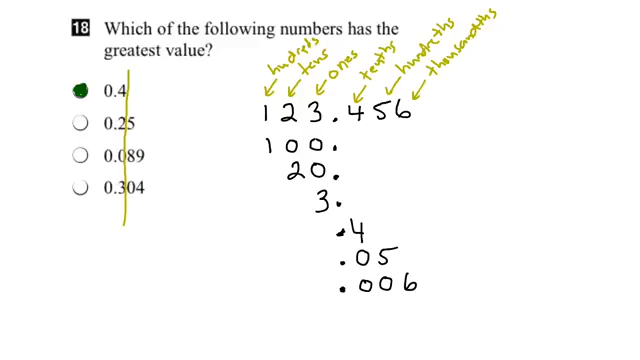 18 Which of the following numbers has the
greatest value?
0.4
0.25
0.089
0.304
hundreds
tens
ones
tenths
hundreths
thousandths
123.456
100.
20.
3.
.4
.05
.006